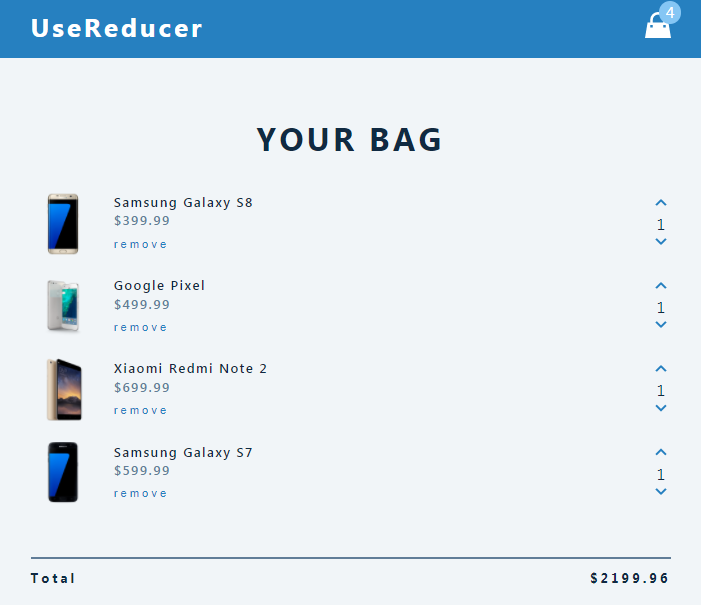 UseReducer
4
YOUR BAG
Samsung Galaxy S8
$399.99
remove
1
Google Pixel
$499.99
remove
1
Xiaomi Redmi Note 2
$699.99
remove
1
Samsung Galaxy S7
$599.99
remove
1
Total $2199.96